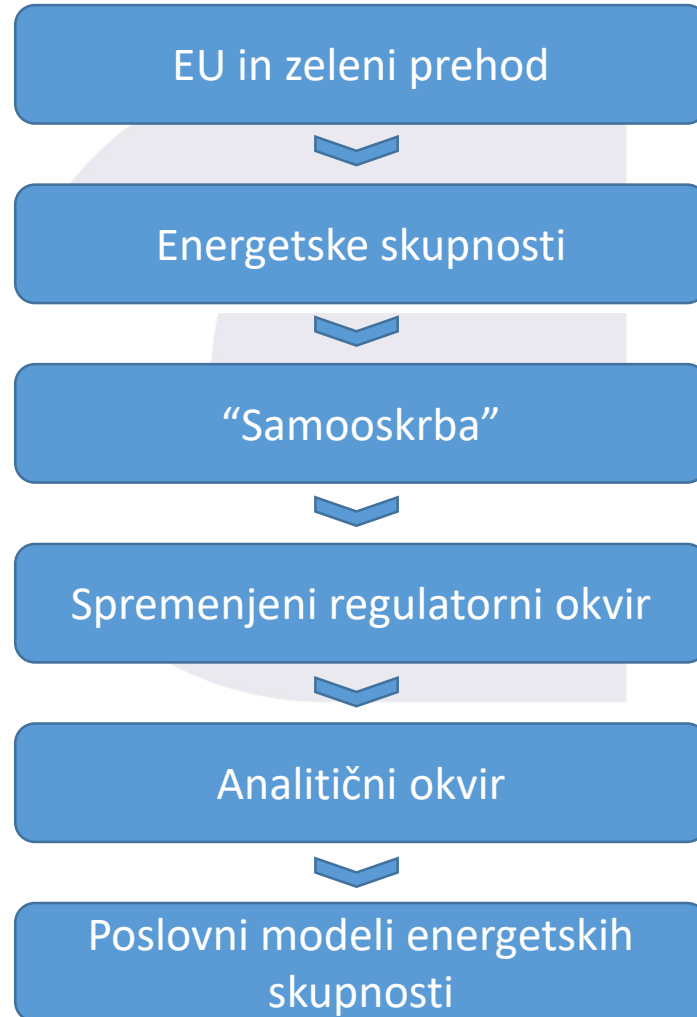 EU in zeleni prehod
Energetske skupnosti
“Samooskrba”
Spremenjeni regulatorni okvir
Analitični okvir
Poslovni modeli energetskih
skupnosti